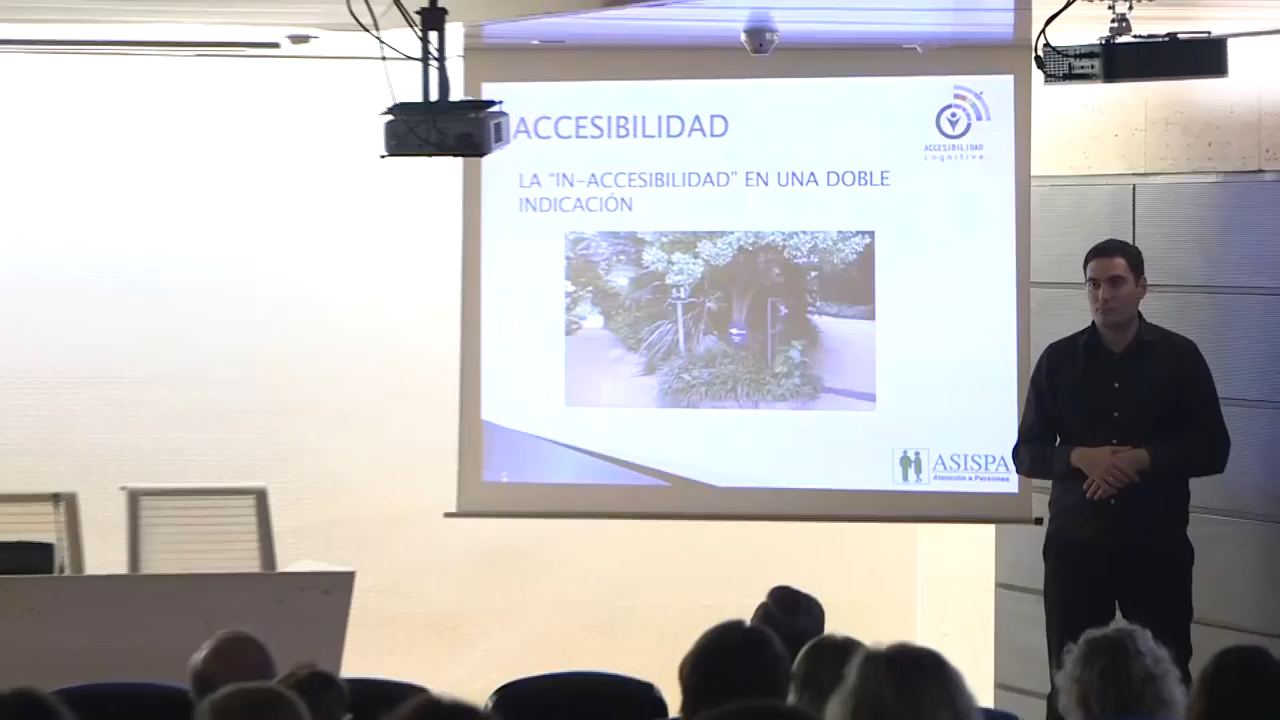 ACCESIBILIDAD
ACCESIBILIDAD
cognitiva
LA “IN-ACCESIBILIDAD” EN UNA DOBLE
INDICACIÓN
ASISPA
Atención a Personas